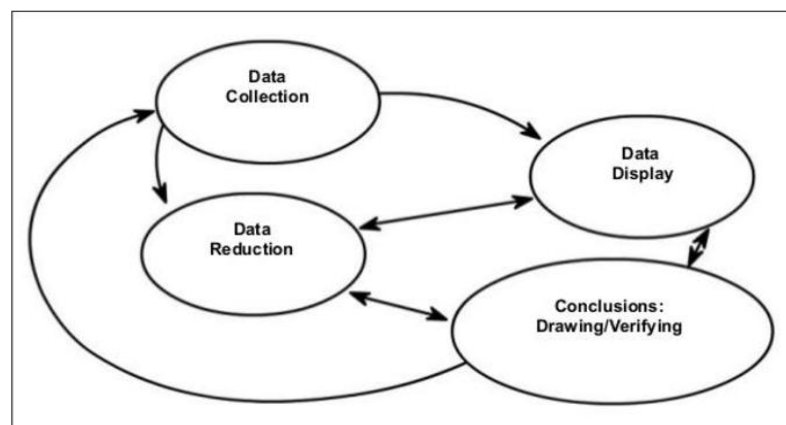 Data
Collection
Data
Display
Data
Reduction
Conclusions:
Drawing/Verifying